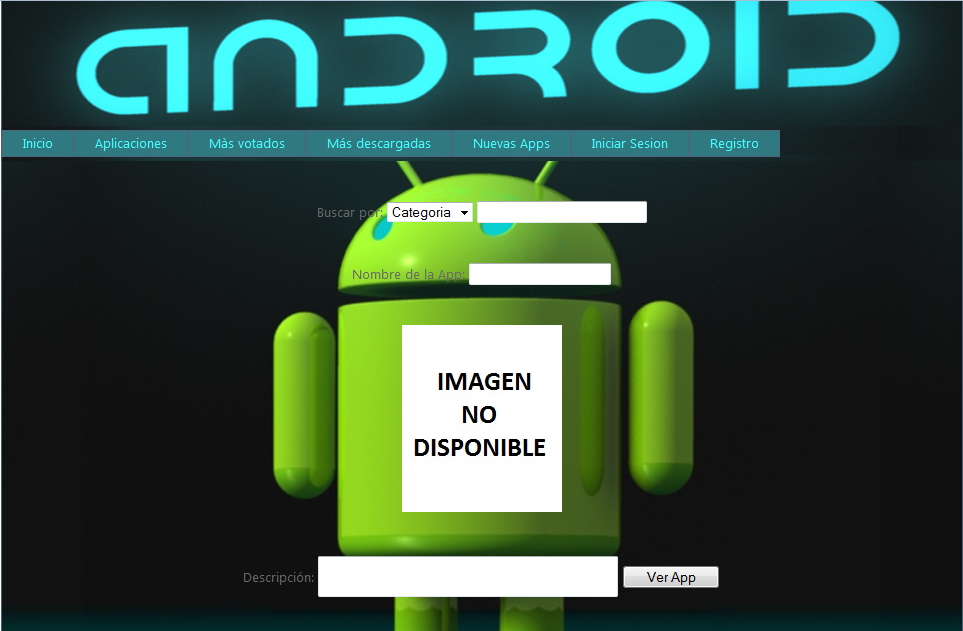 ANDROID
Inicio Aplicaciones Màs votados Más descargadas Nuevas Apps Iniciar Sesion Registro
Buscar por: Categoria
Nombre de la App:
IMAGEN
NO
DISPONIBLE
Descripción: Ver App